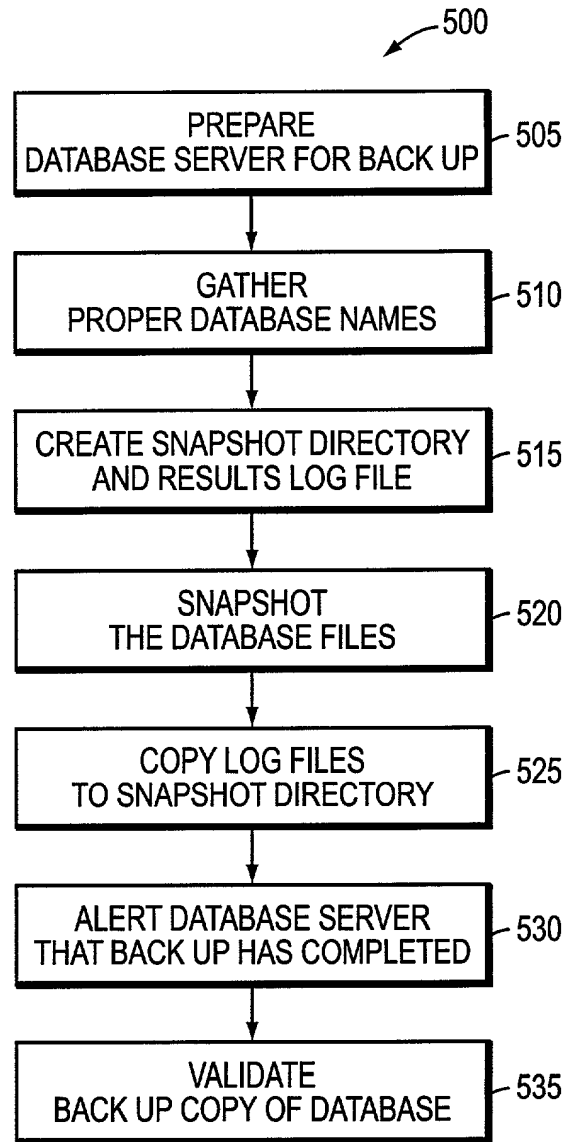 500
PREPARE
DATABASE SERVER FOR BACK UP
505
GATHER
PROPER DATABASE NAMES
510
CREATE SNAPSHOT DIRECTORY
AND RESULTS LOG FILE
515
SNAPSHOT
THE DATABASE FILES
520
COPY LOG FILES
TO SNAPSHOT DIRECTORY
525
ALERT DATABASE SERVER
THAT BACK UP HAS COMPLETED
530
VALIDATE
BACK UP COPY OF DATABASE
535